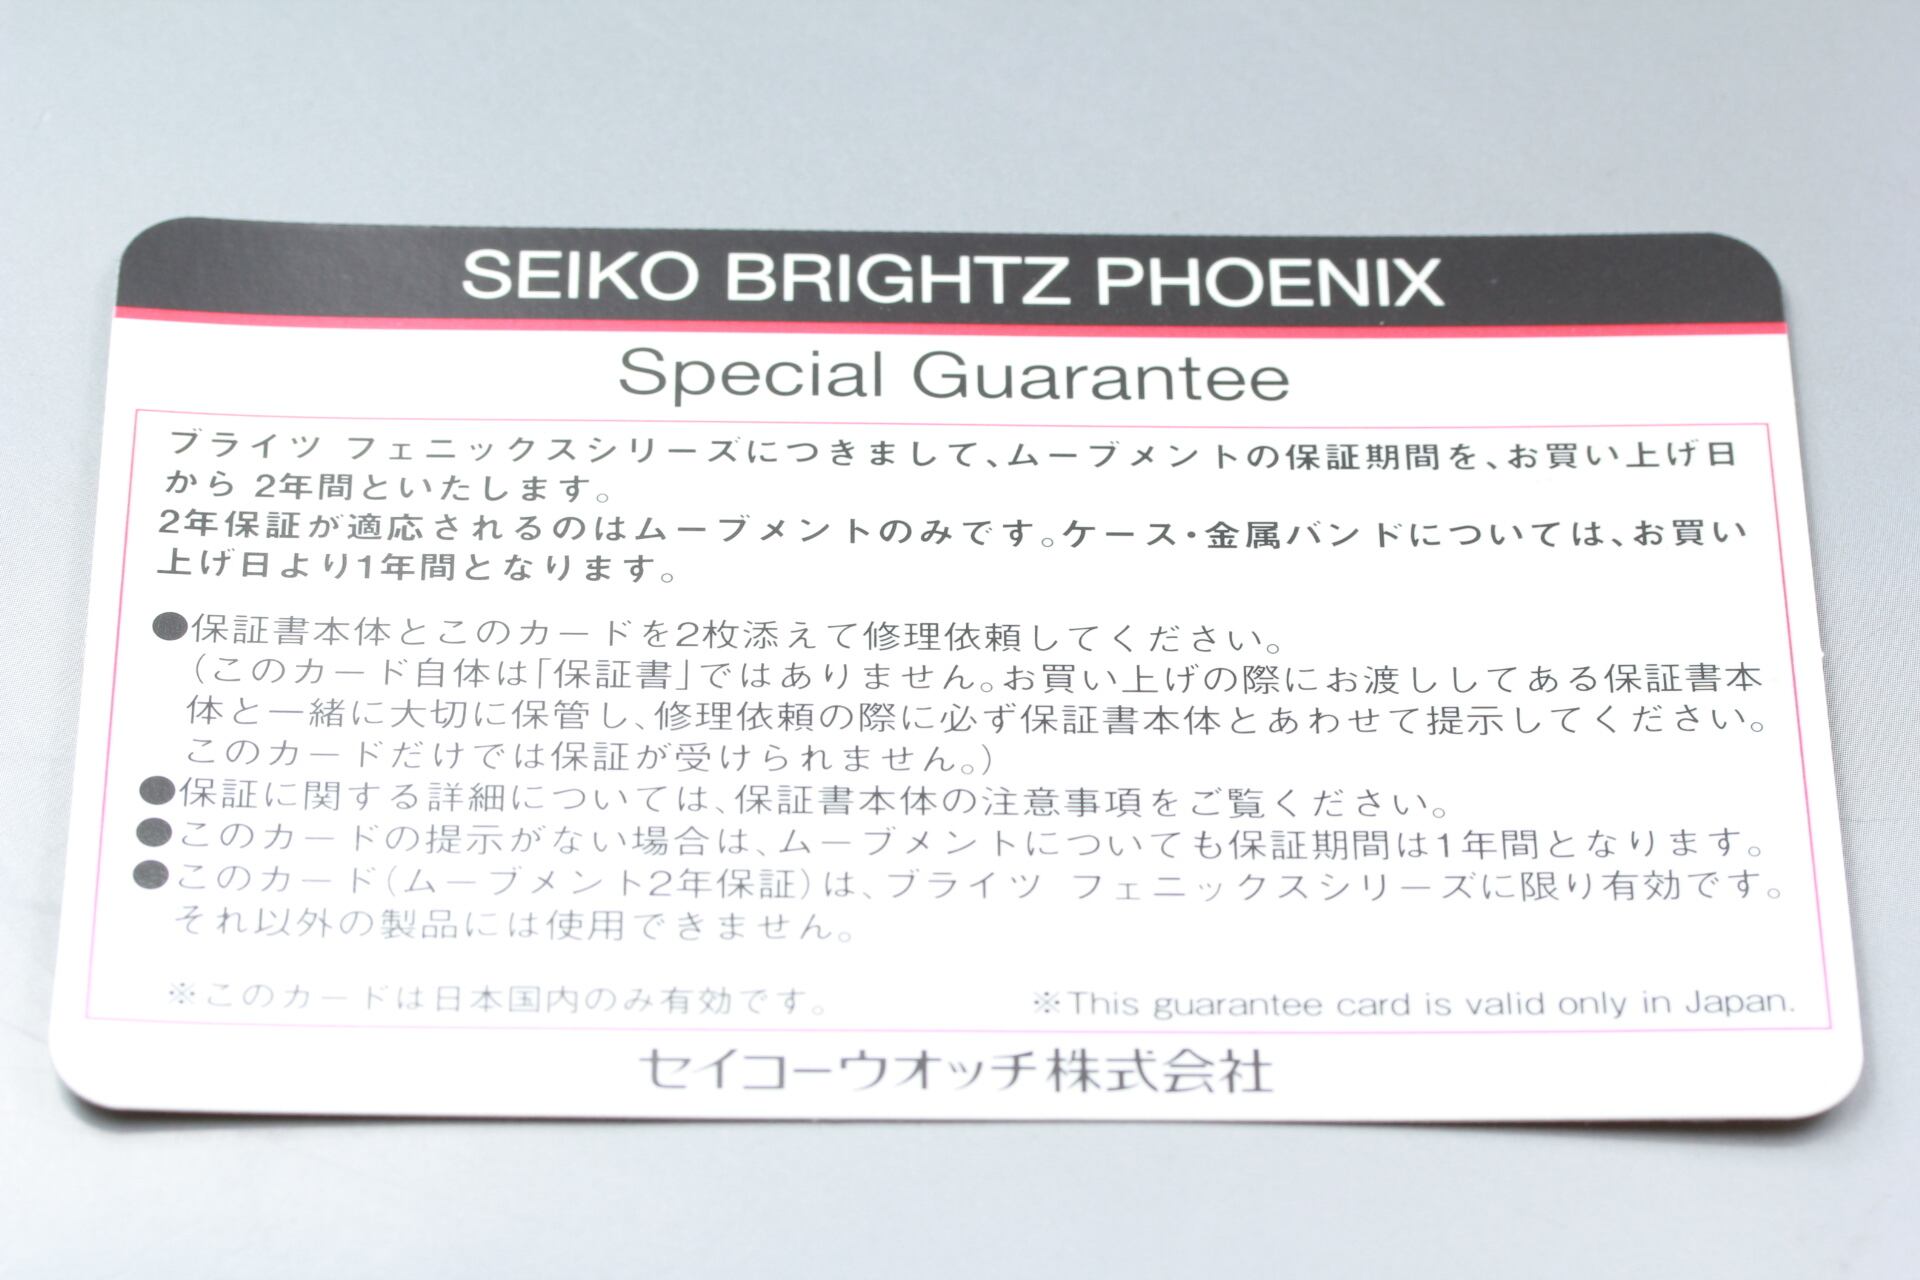 SEIKO BRIGHTZ PHOENIX
Special Guarantee
ブライツ フェニックスシリーズにつきまして、ムーブメントの保証期間を、お買い上げ日
から 2年間といたします。
2年保証が適応されるのはムーブメントのみです。ケース・金属バンドについては、お買い
上げ日より1年間となります。
●保証書本体とこのカードを2枚添えて修理依頼してください。
（このカード自体は「保証書」ではありません。お買い上げの際にお渡ししてある保証書本
体と一緒に大切に保管し、修理依頼の際に必ず保証書本体とあわせて提示してください。
このカードだけでは保証が受けられません。）
●保証に関する詳細については、保証書本体の注意事項をご覧ください。
●このカードの提示がない場合は、ムーブメントについても保証期間は1年間となります。
●このカード（ムーブメント2年保証）は、ブライツ フェニックスシリーズに限り有効です。
それ以外の製品には使用できません。
※このカードは日本国内のみ有効です。 ※This guarantee card is valid only in Japan.
セイコーウオッチ株式会社